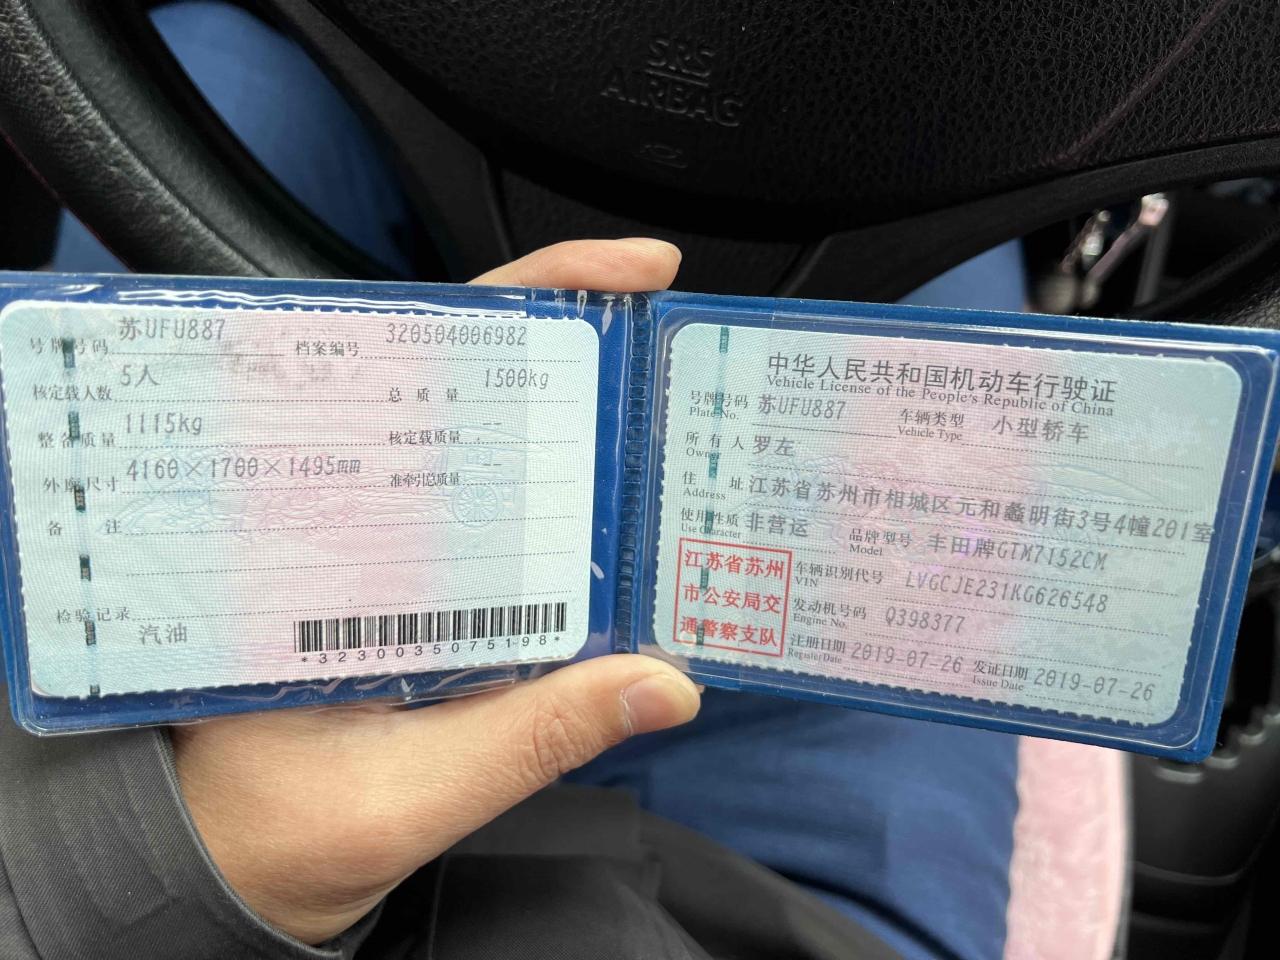 SRS
AIRBAG
号牌号码 苏UFU887 档案编号 320504006982
核定载人数 5人 总质量 1500kg
整备质量 1115kg 核定载质量 --
外廓尺寸 4160×1700×1495mm 准牵引总质量 --
备注
检验记录
汽油
*3230035075198*
中华人民共和国机动车行驶证
Vehicle License of the People's Republic of China
号牌号码 苏UFU887 车辆类型 小型轿车
Plate No. Vehicle Type
所有人 罗左
Owner
住址 江苏省苏州市相城区元和蠡明街3号4幢201室
Address
使用性质 非营运 品牌型号 丰田牌GTM7152CM
Use Character Model
江苏省苏州
市公安局交
通警察支队
车辆识别代号 LVGCJE231KG626548
VIN
发动机号码 Q398377
Engine No.
注册日期 2019-07-26 发证日期 2019-07-26
Register Date Issue Date